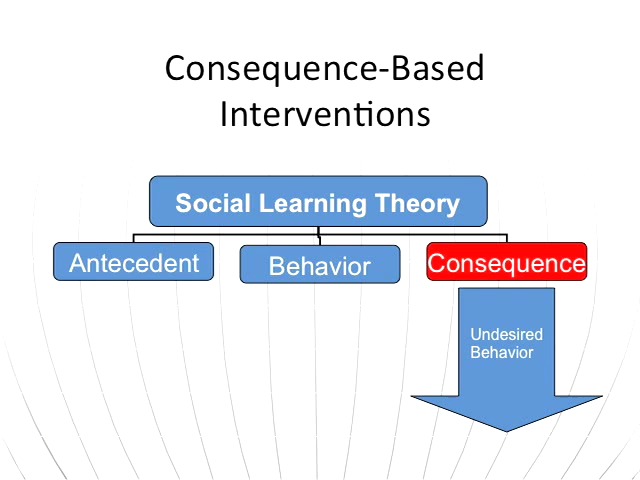 Consequence-Based
Interventions
Social Learning Theory
Antecedent
Behavior
Consequence
Undesired
Behavior